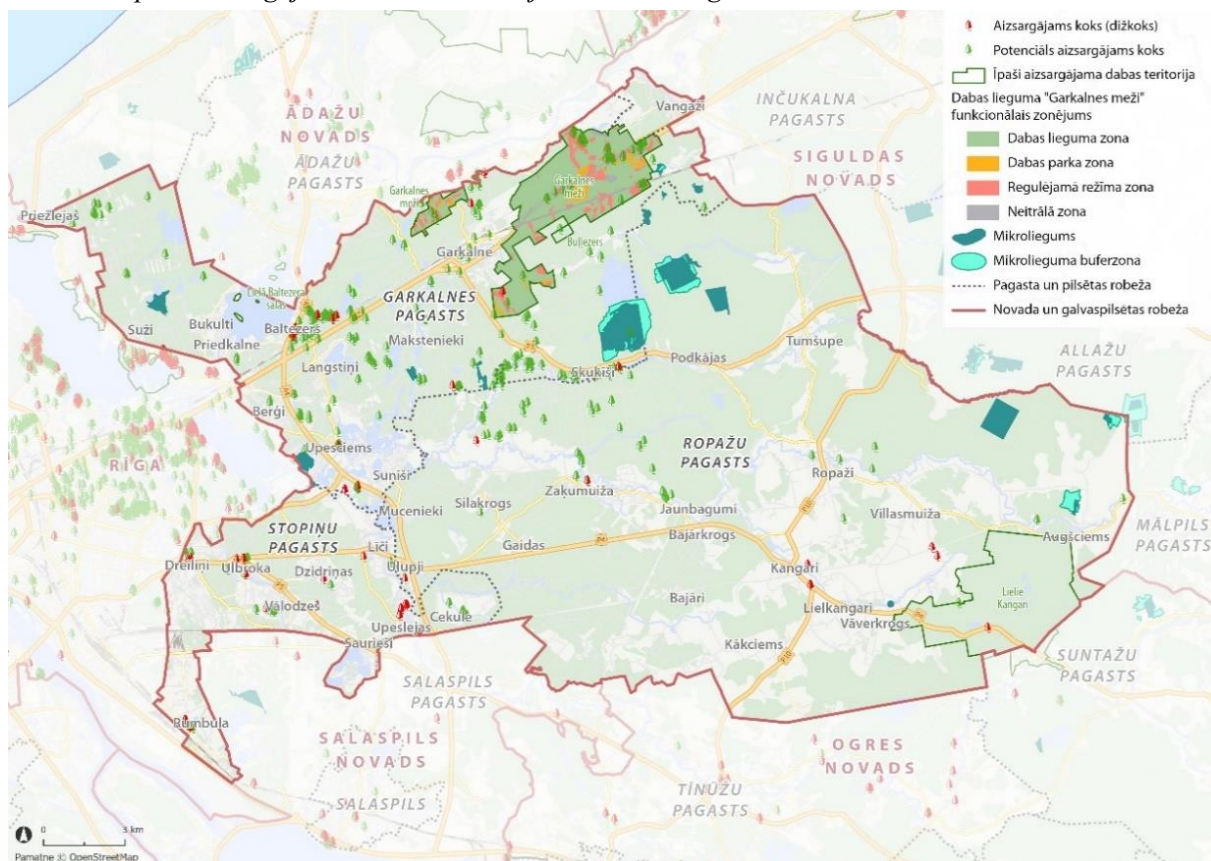 Aizsargājams koks (dižkoks)
Potenciāls aizsargājams koks
Īpaši aizsargājama dabas teritorija
Dabas lieguma "Garkalnes meži"
funkcionālais zonējums
Dabas lieguma zona
Dabas parka zona
Regulējamā režīma zona
Neitrālā zona
Mikroliegums
Mikrolieguma buferzona
Pagasta un pilsētas robeža
Novada un galvaspilsētas robeža
Vangaži
INČUKALNA
PAGASTS
ĀDAŽU
NOVADS
ĀDAŽU
PAGASTS
SIGULDAS
NOVADS
Garkalnes
meži
Garkalnes
meži
Priežlejas
Garkalne
Buļļezers
Lielā Baltezera
salas
GARKALNES
PAGASTS
Suži
Bukulti
Baltezers
Priedkalne
Makstenieki
Tumšupe
Podkājas
Skuķīši
ALLAŽU
PAGASTS
Langstiņi
Berģi
Upesciems
ROPAŽU
PAGASTS
RĪGA
Sunīši
Ropaži
Silakrogs
Zaķumuiža
Mucenieki
Jaunbagumi
Villasmuiža
STOPIŅU
PAGASTS
Līči
Gaidas
Bajārkrogs
Augšciems
MĀLPILS
PAGASTS
Dreiliņi
Ulbroka
Dzidriņas
Ulupji
Kangari
Vālodzes
Cekule
Bajāri
Lielkangari
Lielie
Kangari
Upeslejas
Vāverkrogs
Saurieši
Kākciems
P10
SUNTAŽU
PAGASTS
SALASPILS
PAGASTS
Rumbula
SALASPILS
NOVADS
OGRES
NOVADS
TĪNŪŽU
PAGASTS
SALASPILS
0 3 km
Pamatne © OpenStreetMap